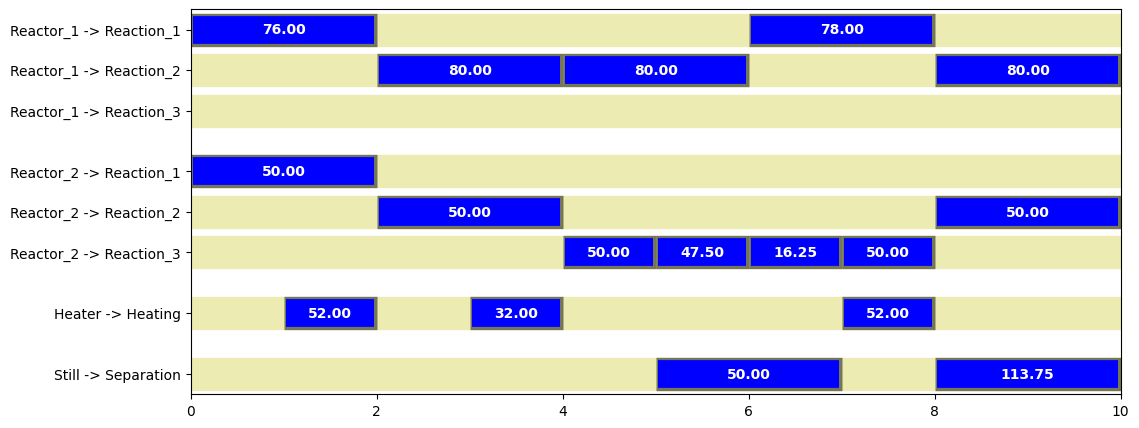 Reactor_1 -> Reaction_1 76.00 78.00
Reactor_1 -> Reaction_2 80.00 80.00 80.00
Reactor_1 -> Reaction_3
Reactor_2 -> Reaction_1 50.00
Reactor_2 -> Reaction_2 50.00 50.00
Reactor_2 -> Reaction_3 50.00 47.50 16.25 50.00
Heater -> Heating 52.00 32.00 52.00
Still -> Separation 50.00 113.75
0 2 4 6 8 10